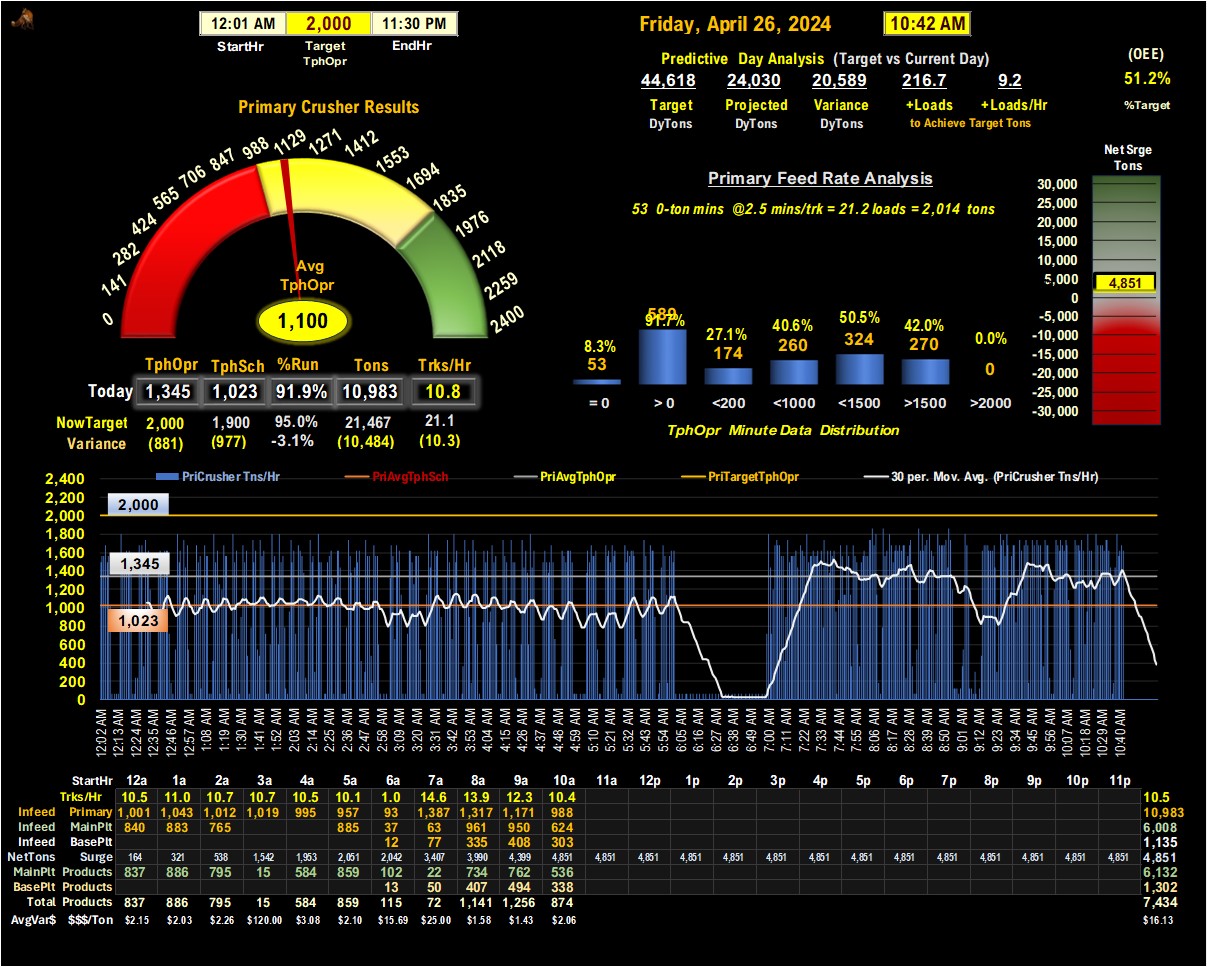 12:01 AM 2,000 11:30 PM
StartHr Target EndHr
TphOpr
Friday, April 26, 2024 10:42 AM
Predictive Day Analysis (Target vs Current Day)
44,618 24,030 20,589 216.7 9.2
Target Projected Variance +Loads +Loads/Hr
DyTons DyTons DyTons to Achieve Target Tons
(OEE)
51.2%
%Target
Primary Crusher Results
0 141 282 424 565 706 847 988 1129 1271 1412 1553 1694 1835 1976 2118 2259 2400
Avg
TphOpr
1,100
TphOpr TphSch %Run Tons Trks/Hr
Today 1,345 1,023 91.9% 10,983 10.8
NowTarget 2,000 1,900 95.0% 21,467 21.1
Variance (881) (977) -3.1% (10,484) (10.3)
Primary Feed Rate Analysis
53 0-ton mins @2.5 mins/trk = 21.2 loads = 2,014 tons
8.3% 91.7% 27.1% 40.6% 50.5% 42.0% 0.0%
53 589 174 260 324 270 0
= 0 > 0 <200 <1000 <1500 >1500 >2000
TphOpr Minute Data Distribution
Net Srge
Tons
30,000
25,000
20,000
15,000
10,000
5,000
4,851
0
-5,000
-10,000
-15,000
-20,000
-25,000
-30,000
PriCrusher Tns/Hr PriAvgTphSch PriAvgTphOpr PriTargetTphOpr 30 per. Mov. Avg. (PriCrusher Tns/Hr)
2,400
2,200
2,000
1,800
1,600
1,400
1,200
1,000
800
600
400
200
0
2,000
1,345
1,023
12:02 AM 12:13 AM 12:24 AM 12:35 AM 12:46 AM 12:57 AM 1:08 AM 1:19 AM 1:30 AM 1:41 AM 1:52 AM 2:03 AM 2:14 AM 2:25 AM 2:36 AM 2:47 AM 2:58 AM 3:09 AM 3:20 AM 3:31 AM 3:42 AM 3:53 AM 4:04 AM 4:15 AM 4:26 AM 4:37 AM 4:48 AM 4:59 AM 5:10 AM 5:21 AM 5:32 AM 5:43 AM 5:54 AM 6:05 AM 6:16 AM 6:27 AM 6:38 AM 6:49 AM 7:00 AM 7:11 AM 7:22 AM 7:33 AM 7:44 AM 7:55 AM 8:06 AM 8:17 AM 8:28 AM 8:39 AM 8:50 AM 9:01 AM 9:12 AM 9:23 AM 9:34 AM 9:45 AM 9:56 AM 10:07 AM 10:18 AM 10:29 AM 10:40 AM
StartHr 12a 1a 2a 3a 4a 5a 6a 7a 8a 9a 10a 11a 12p 1p 2p 3p 4p 5p 6p 7p 8p 9p 10p 11p
Trks/Hr 10.5 11.0 10.7 10.7 10.5 10.1 1.0 14.6 13.9 12.3 10.4 10.5
Infeed Primary 1,001 1,043 1,012 1,019 995 957 93 1,387 1,317 1,171 988 10,983
Infeed MainPlt 840 883 765 885 37 63 961 950 624 6,008
Infeed BasePlt 12 77 335 408 303 1,135
NetTons Surge 164 321 538 1,542 1,953 2,051 2,042 3,407 3,990 4,399 4,851 4,851 4,851 4,851 4,851 4,851 4,851 4,851 4,851 4,851 4,851 4,851 4,851 4,851 4,851
MainPlt Products 837 886 795 15 584 859 102 22 734 762 536 6,132
BasePlt Products 13 50 407 494 338 1,302
Total Products 837 886 795 15 584 859 115 72 1,141 1,256 874 7,434
AvgVar$ $$$/Ton $2.15 $2.03 $2.26 $120.00 $3.08 $2.10 $15.69 $25.00 $1.58 $1.43 $2.06 $16.13